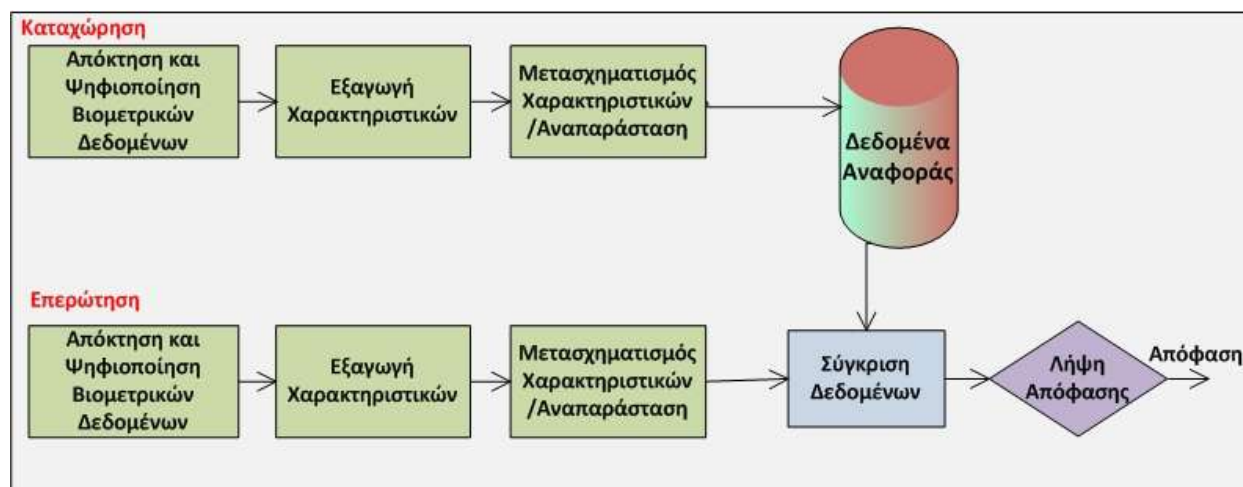 Καταχώρηση
Απόκτηση και
Ψηφιοποίηση
Βιομετρικών
Δεδομένων
Εξαγωγή
Χαρακτηριστικών
Μετασχηματισμός
Χαρακτηριστικών
/Αναπαράσταση
Δεδομένα
Αναφοράς
Επερώτηση
Απόκτηση και
Ψηφιοποίηση
Βιομετρικών
Δεδομένων
Εξαγωγή
Χαρακτηριστικών
Μετασχηματισμός
Χαρακτηριστικών
/Αναπαράσταση
Σύγκριση
Δεδομένων
Λήψη
Απόφασης
Απόφαση